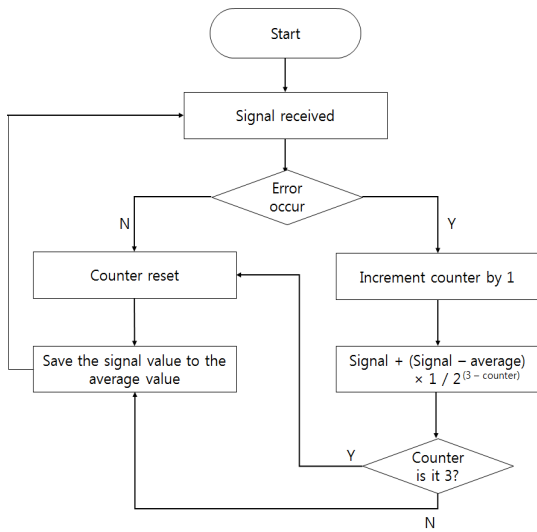 Start
Signal received
Error
occur
N
Y
Counter reset
Increment counter by 1
Save the signal value to the
average value
Signal + (Signal – average)
× 1 / 2(3 – counter)
Counter
is it 3?
Y
N